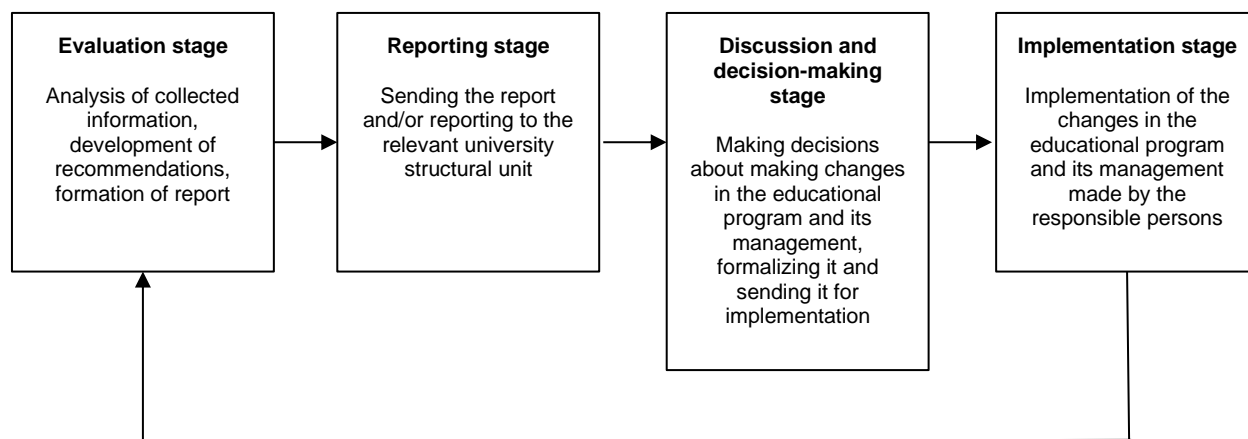 Evaluation stage
Analysis of collected
information,
development of
recommendations,
formation of report
Reporting stage
Sending the report
and/or reporting to the
relevant university
structural unit
Discussion and
decision-making
stage
Making decisions
about making changes
in the educational
program and its
management,
formalizing it and
sending it for
implementation
Implementation stage
Implementation of the
changes in the
educational program
and its management
made by the
responsible persons